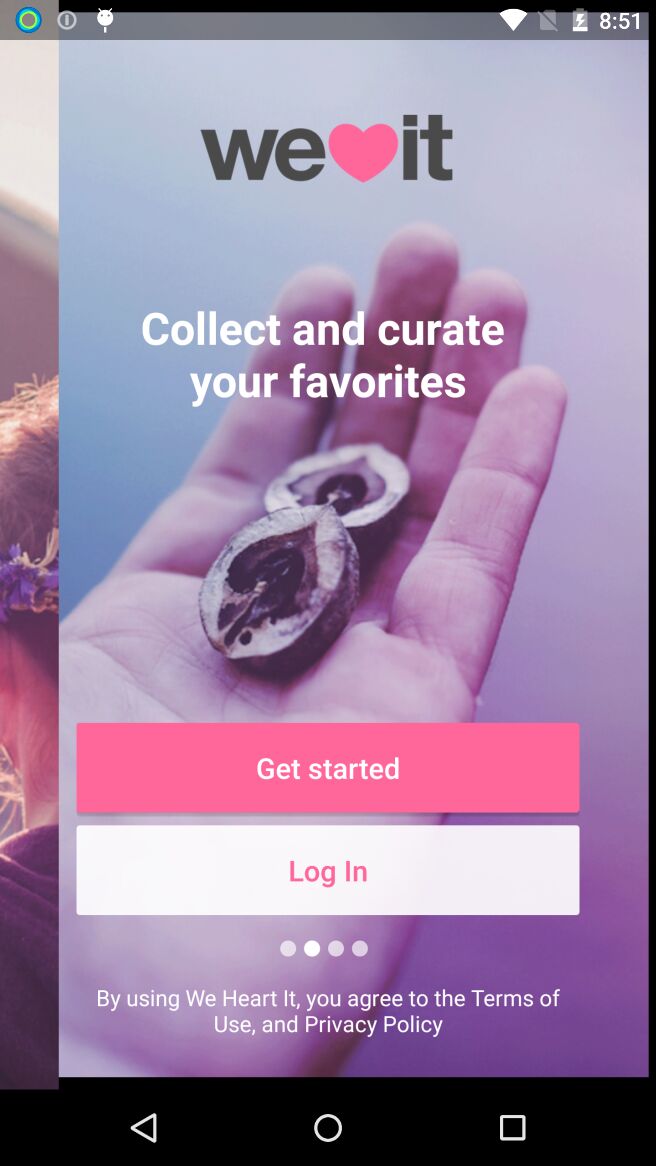 8:51
we it
Collect and curate
your favorites
Get started
Log In
By using We Heart It, you agree to the Terms of
Use, and Privacy Policy